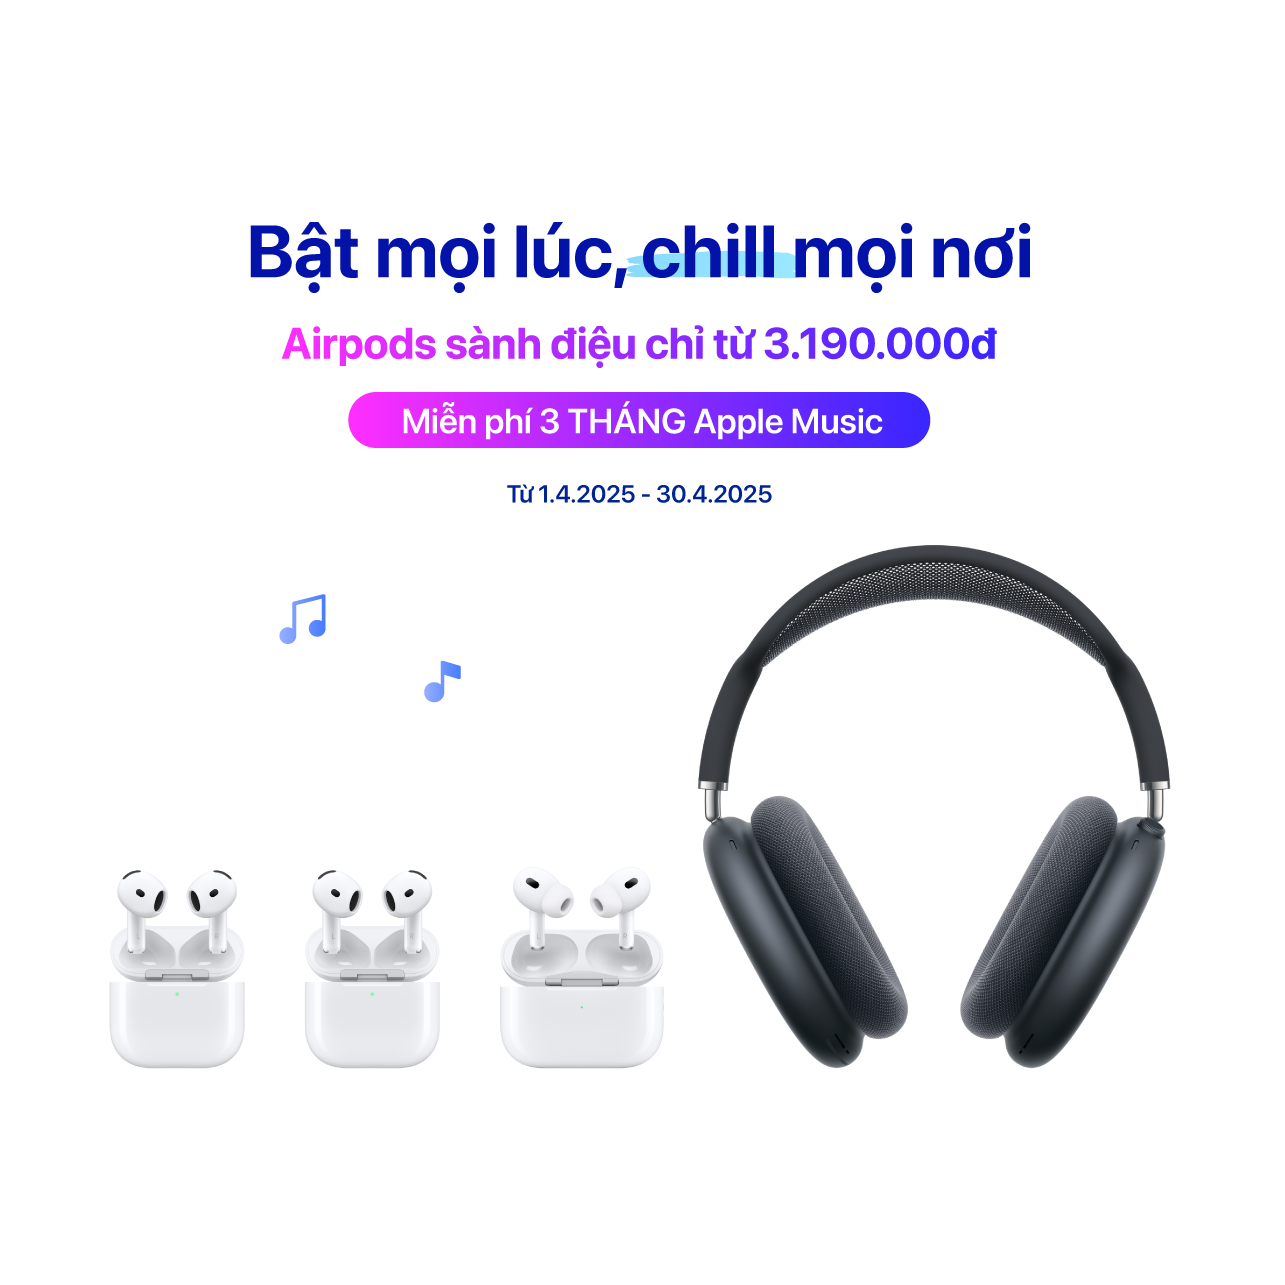 Bật mọi lúc, chill mọi nơi
Airpods sành điệu chỉ từ 3.190.000đ
Miễn phí 3 THÁNG Apple Music
Từ 1.4.2025 - 30.4.2025